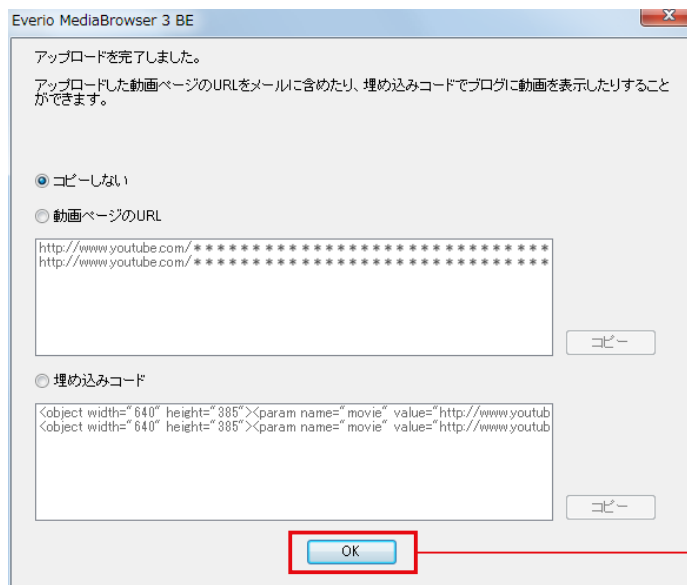 Everio MediaBrowser 3 BE
アップロードを完了しました。
アップロードした動画ページのURLをメールに含めたり、埋め込みコードでブログに動画を表示したりすること
ができます。
コピーしない
動画ページのURL
http://www.youtube.com/******************************
http://www.youtube.com/******************************
コピー
埋め込みコード
<object width="640" height="385"><param name="movie" value="http://www.youtub
<object width="640" height="385"><param name="movie" value="http://www.youtub
コピー
OK